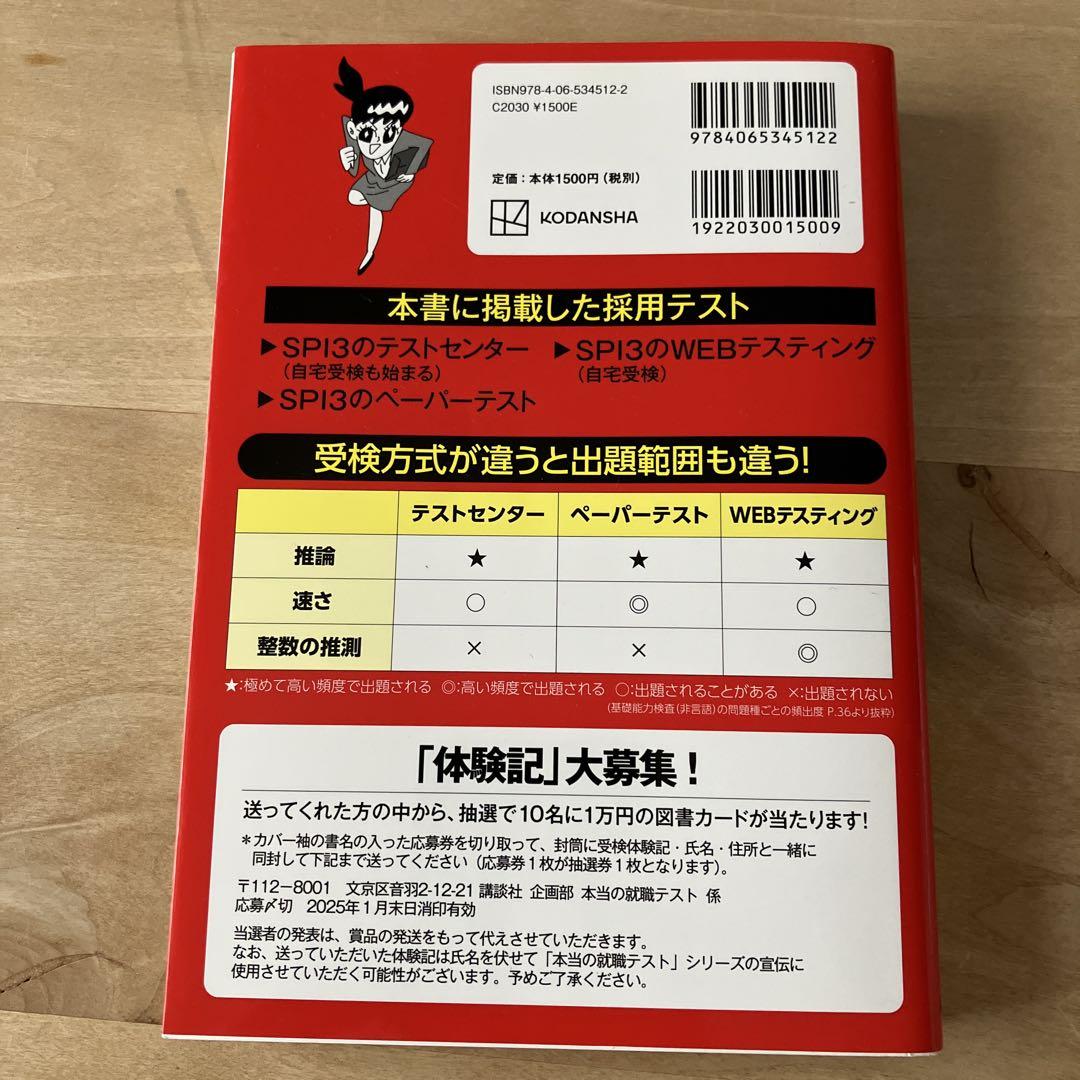 ISBN978-4-06-534512-2
C2030 ¥1500E
9784065345122
定価：本体1500円（税別）
KODANSHA
1922030015009
本書に掲載した採用テスト
▶SPI3のテストセンター
（自宅受検も始まる）
▶SPI3のWEBテスティング
（自宅受検）
▶SPI3のペーパーテスト
受検方式が違うと出題範囲も違う！
テストセンター ペーパーテスト WEBテスティング
推論 ★ ★ ★
速さ ○ ◎ ○
整数の推測 × × ◎
★：極めて高い頻度で出題される ◎：高い頻度で出題される ○：出題されることがある ×：出題されない
（基礎能力検査（非言語）の問題種ごとの頻出度 P.36より抜粋）
「体験記」大募集！
送ってくれた方の中から、抽選で10名に1万円の図書カードが当たります！
＊カバー袖の書名の入った応募券を切り取って、封筒に受検体験記・氏名・住所と一緒に
同封して下記まで送ってください（応募券1枚が抽選券1枚となります）。
〒112－8001 文京区音羽2-12-21 講談社 企画部 本当の就職テスト 係
応募〆切 2025年1月末日消印有効
当選者の発表は、賞品の発送をもって代えさせていただきます。
なお、送っていただいた体験記は氏名を伏せて「本当の就職テスト」シリーズの宣伝に
使用させていただく可能性がございます。予めご了承ください。